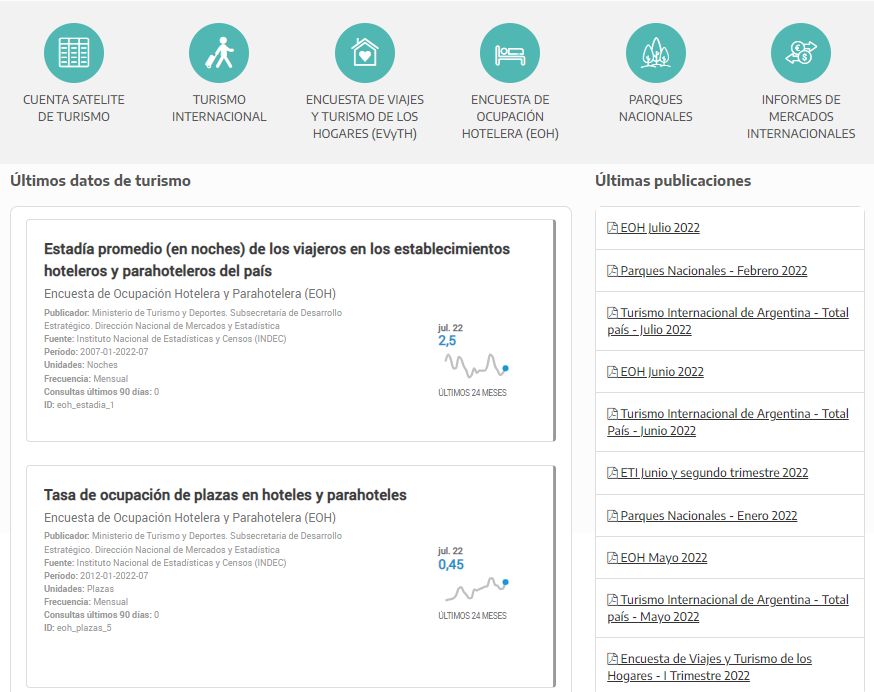 CUENTA SATELITE
DE TURISMO
TURISMO
INTERNACIONAL
ENCUESTA DE VIAJES
Y TURISMO DE LOS
HOGARES (EVyTH)
ENCUESTA DE
OCUPACIÓN
HOTELERA (EOH)
PARQUES
NACIONALES
INFORMES DE
MERCADOS
INTERNACIONALES
Últimos datos de turismo
Estadía promedio (en noches) de los viajeros en los establecimientos
hoteleros y parahoteleros del país
Encuesta de Ocupación Hotelera y Parahotelera (EOH)
Publicador: Ministerio de Turismo y Deportes. Subsecretaría de Desarrollo
Estratégico. Dirección Nacional de Mercados y Estadística
Fuente: Instituto Nacional de Estadísticas y Censos (INDEC)
Periodo: 2007-01-2022-07
Unidades: Noches
Frecuencia: Mensual
Consultas últimos 90 días: 0
ID: eoh_estadia_1
jul. 22
2,5
ÚLTIMOS 24 MESES
Tasa de ocupación de plazas en hoteles y parahoteles
Encuesta de Ocupación Hotelera y Parahotelera (EOH)
Publicador: Ministerio de Turismo y Deportes. Subsecretaría de Desarrollo
Estratégico. Dirección Nacional de Mercados y Estadística
Fuente: Instituto Nacional de Estadísticas y Censos (INDEC)
Periodo: 2012-01-2022-07
Unidades: Plazas
Frecuencia: Mensual
Consultas últimos 90 días: 0
ID: eoh_plazas_5
jul. 22
0,45
ÚLTIMOS 24 MESES
Últimas publicaciones
EOH Julio 2022
Parques Nacionales - Febrero 2022
Turismo Internacional de Argentina - Total
país - Julio 2022
EOH Junio 2022
Turismo Internacional de Argentina - Total
País - Junio 2022
ETI Junio y segundo trimestre 2022
Parques Nacionales - Enero 2022
EOH Mayo 2022
Turismo Internacional de Argentina - Total
país - Mayo 2022
Encuesta de Viajes y Turismo de los
Hogares - I Trimestre 2022